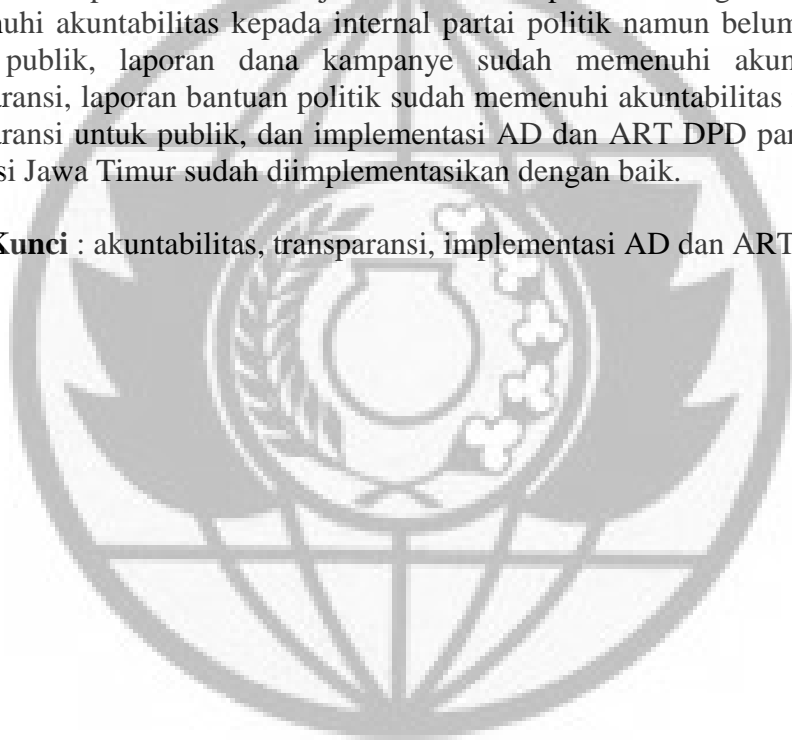 nuhi akuntabilitas kepada internal partai politik namun belum
publik, laporan dana kampanye sudah memenuhi akun
aransi, laporan bantuan politik sudah memenuhi akuntabilitas
aransi untuk publik, dan implementasi AD dan ART DPD par
si Jawa Timur sudah diimplementasikan dengan baik.
Kunci : akuntabilitas, transparansi, implementasi AD dan ART